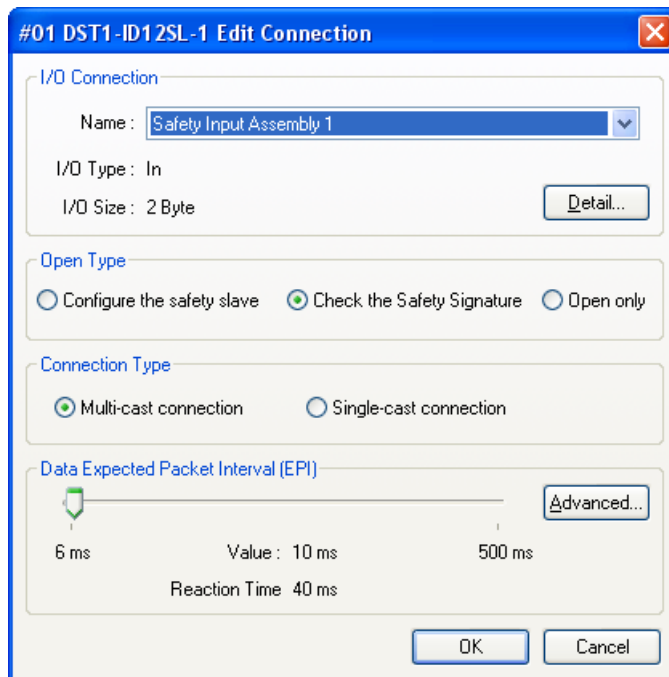 #01 DST1-ID12SL-1 Edit Connection
I/O Connection
Name : Safety Input Assembly 1
I/O Type : In
I/O Size : 2 Byte
Detail...
Open Type
Configure the safety slave Check the Safety Signature Open only
Connection Type
Multi-cast connection Single-cast connection
Data Expected Packet Interval (EPI)
Advanced...
6 ms Value : 10 ms 500 ms
Reaction Time 40 ms
OK Cancel